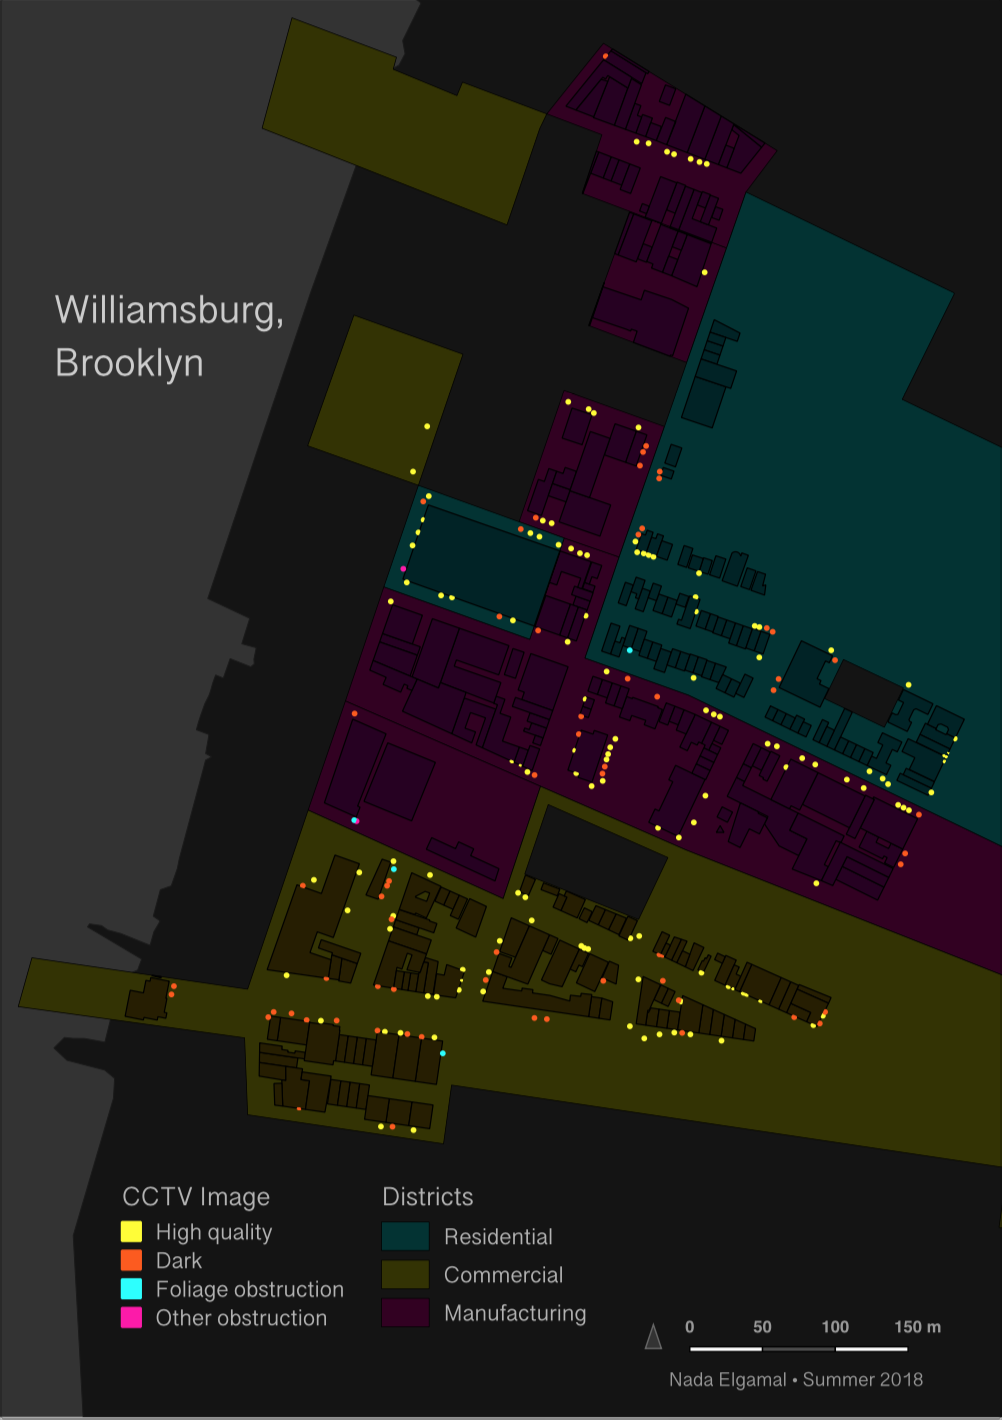 Williamsburg,
Brooklyn
CCTV Image
High quality
Dark
Foliage obstruction
Other obstruction
Districts
Residential
Commercial
Manufacturing
0 50 100 150 m
Nada Elgamal • Summer 2018